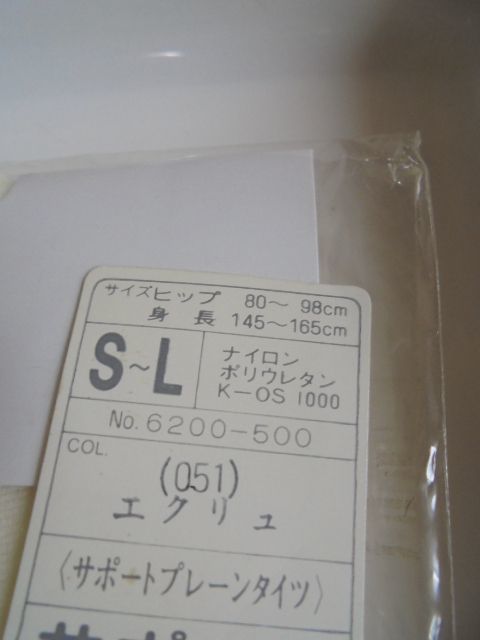 サイズヒップ 80～98cm
身長 145～165cm
S～L
ナイロン
ポリウレタン
K-OS 1000
No.6200-500
COL.
(051)
エクリュ
〈サポートプレーンタイツ〉